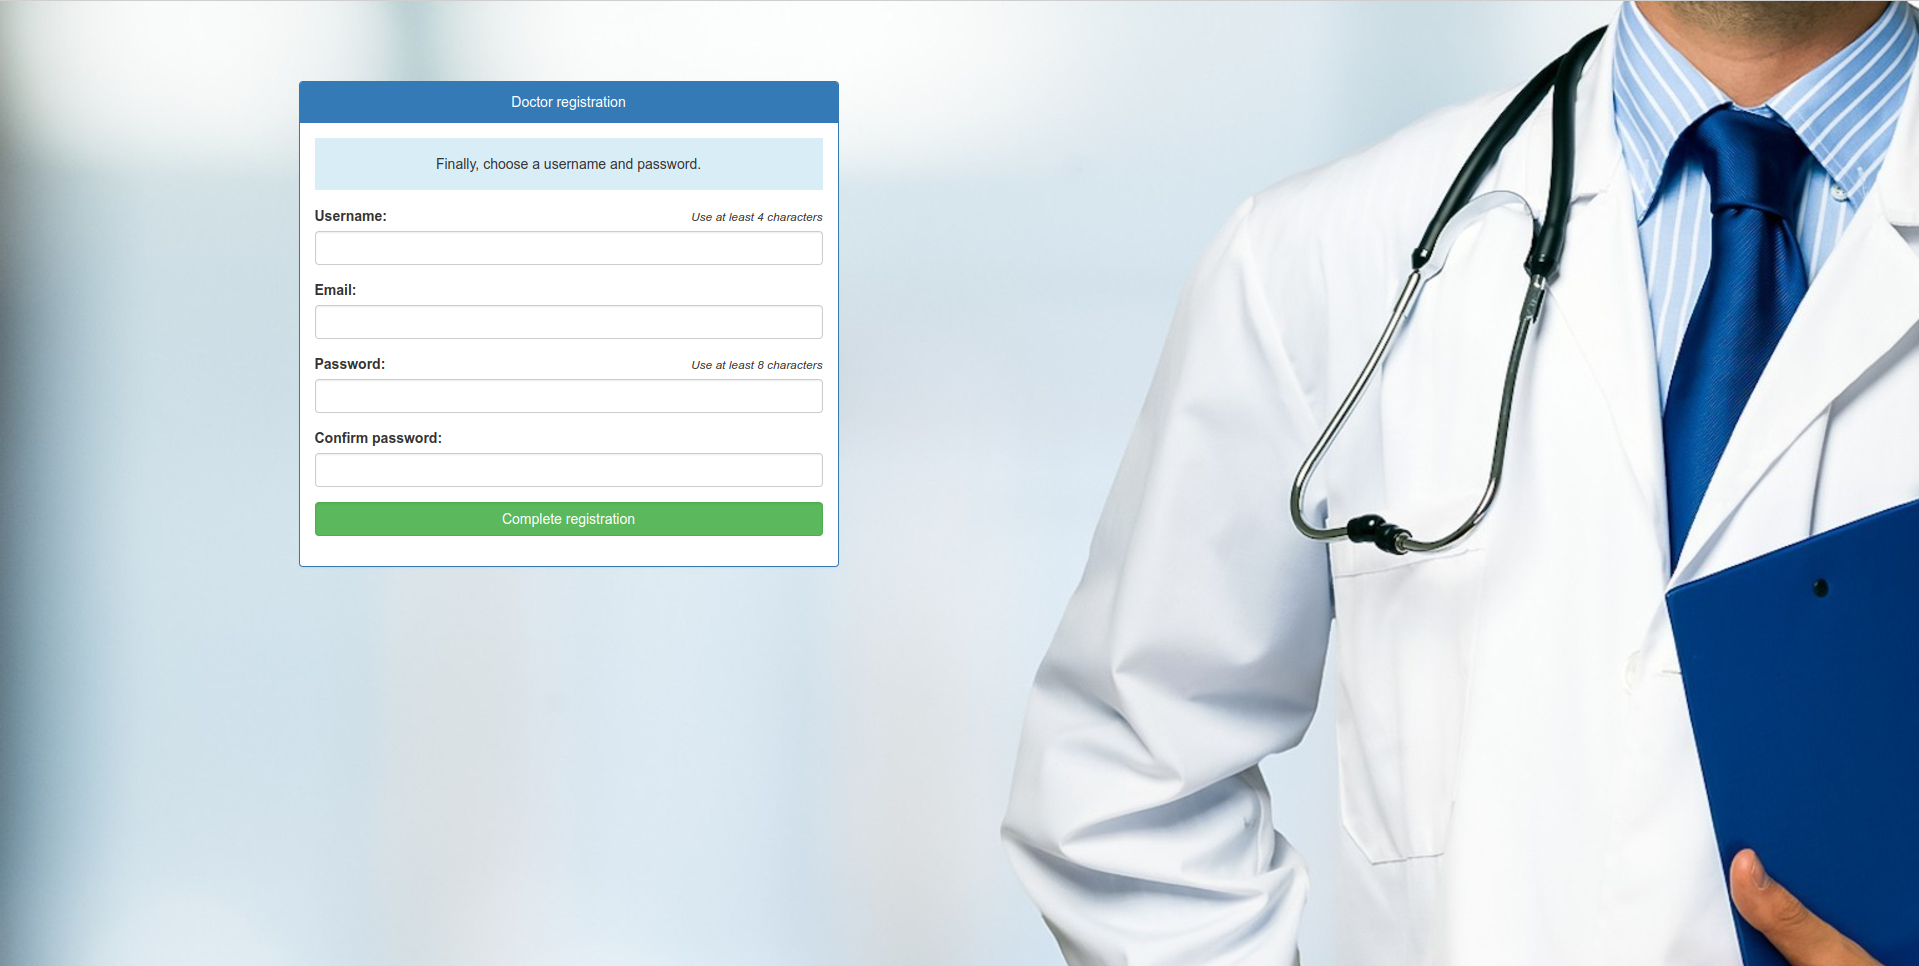 Doctor registration
Finally, choose a username and password.
Username: Use at least 4 characters
Email:
Password: Use at least 8 characters
Confirm password:
Complete registration